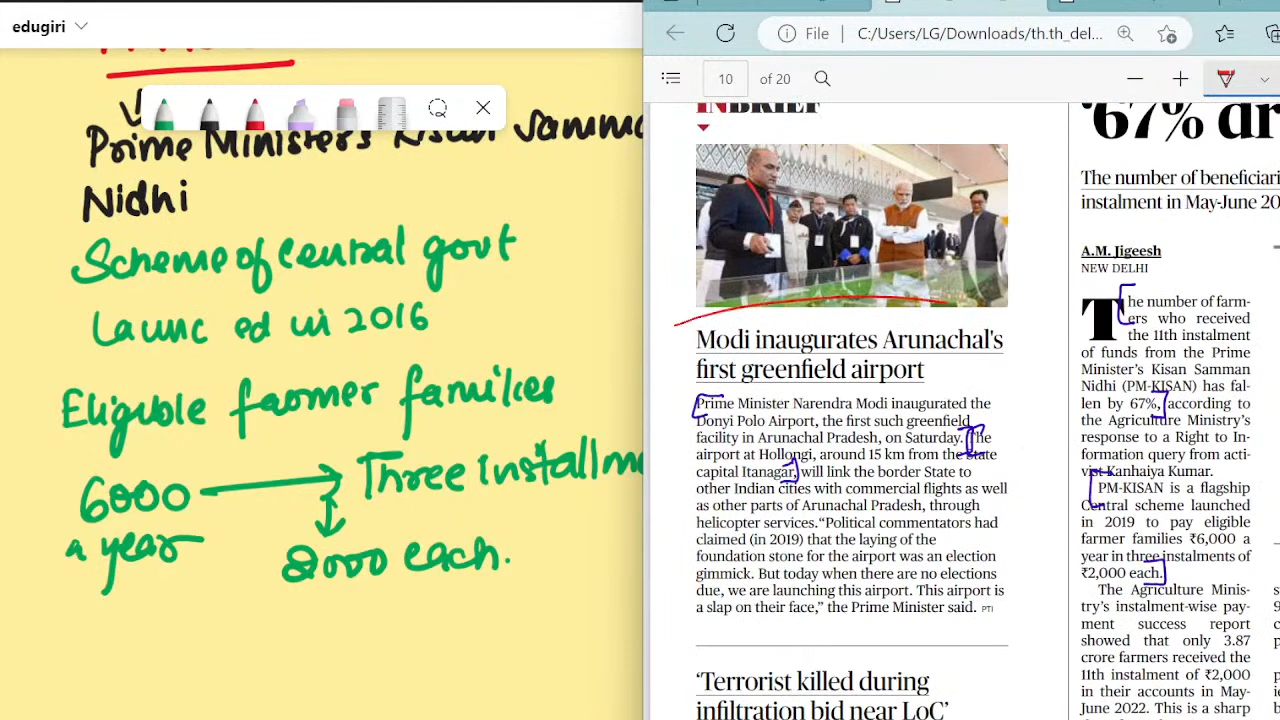 edugiri
Prime Minister's Kisan Samma
Nidhi
Scheme of central govt
Launc ed in 2016
Eligible farmer families
6000
a year
Three installm
2000 each.
File
C:/Users/LG/Downloads/th.th_del...
10 of 20
INBRIEF
Modi inaugurates Arunachal's
first greenfield airport
Prime Minister Narendra Modi inaugurated the
Donyi Polo Airport, the first such greenfield
facility in Arunachal Pradesh, on Saturday. The
airport at Hollongi, around 15 km from the State
capital Itanagar, will link the border State to
other Indian cities with commercial flights as well
as other parts of Arunachal Pradesh, through
helicopter services. “Political commentators had
claimed (in 2019) that the laying of the
foundation stone for the airport was an election
gimmick. But today when there are no elections
due, we are launching this airport. This airport is
a slap on their face,” the Prime Minister said. PTI
‘Terrorist killed during
infiltration bid near LoC’
‘67% dr
The number of beneficiari
instalment in May-June 20
A.M. Jigeesh
NEW DELHI
The number of farm-
ers who received
the 11th instalment
of funds from the Prime
Minister’s Kisan Samman
Nidhi (PM-KISAN) has fal-
len by 67%, according to
the Agriculture Ministry’s
response to a Right to In-
formation query from acti-
vist Kanhaiya Kumar.
PM-KISAN is a flagship
Central scheme launched
in 2019 to pay eligible
farmer families ₹6,000 a
year in three instalments of
₹2,000 each.
The Agriculture Minis-
try’s instalment-wise pay-
ment success report
showed that only 3.87
crore farmers received the
11th instalment of ₹2,000
in their accounts in May-
June 2022. This is a sharp